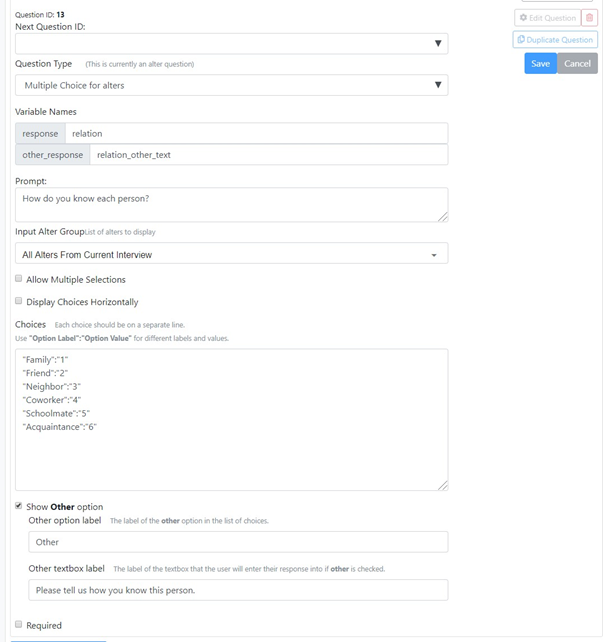 Question ID: 13
Edit Question
Next Question ID:
Duplicate Question
Question Type (This is currently an alter question)
Save Cancel
Multiple Choice for alters
Variable Names
response relation
other_response relation_other_text
Prompt:
How do you know each person?
Input Alter GroupList of alters to display
All Alters From Current Interview
Allow Multiple Selections
Display Choices Horizontally
Choices Each choice should be on a separate line.
Use "Option Label":"Option Value" for different labels and values.
"Family":"1"
"Friend":"2"
"Neighbor":"3"
"Coworker":"4"
"Schoolmate":"5"
"Acquaintance":"6"
Show Other option
Other option label The label of the other option in the list of choices.
Other
Other textbox label The label of the textbox that the user will enter their response into if other is checked.
Please tell us how you know this person.
Required